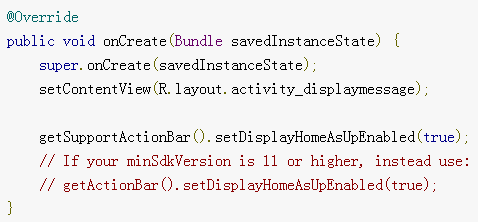 @Override
public void onCreate(Bundle savedInstanceState) {
    super.onCreate(savedInstanceState);
    setContentView(R.layout.activity_displaymessage);

    getSupportActionBar().setDisplayHomeAsUpEnabled(true);
    // If your minSdkVersion is 11 or higher, instead use:
    // getActionBar().setDisplayHomeAsUpEnabled(true);
}